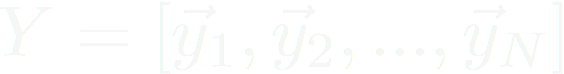 Y = [y⃗₁, y⃗₂, ..., y⃗_N]